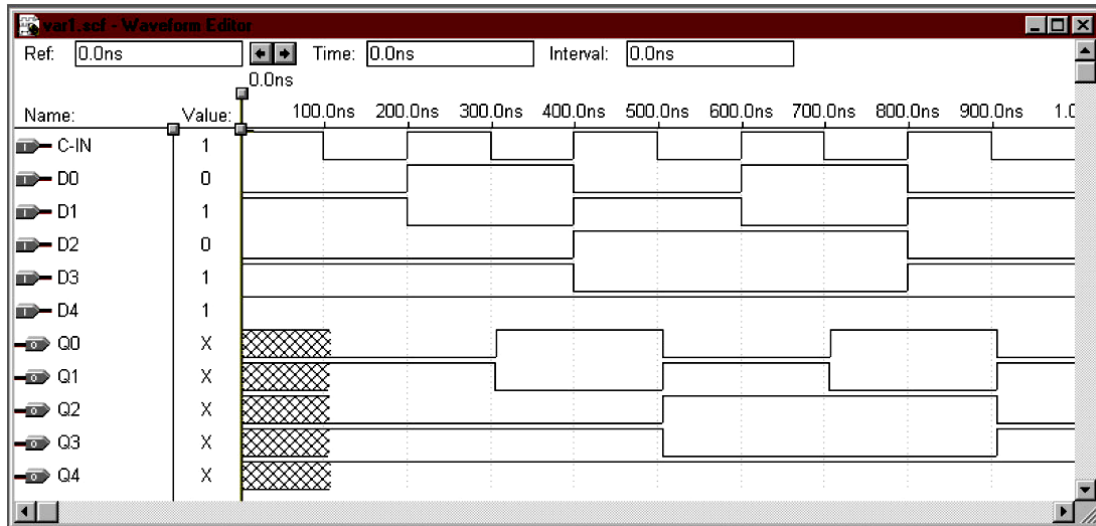 var1.scf - Waveform Editor
Ref: 0.0ns Time: 0.0ns Interval: 0.0ns
0.0ns
Name: Value: 100.0ns 200.0ns 300.0ns 400.0ns 500.0ns 600.0ns 700.0ns 800.0ns 900.0ns 1.0
C-IN 1
D0 0
D1 1
D2 0
D3 1
D4 1
Q0 X
Q1 X
Q2 X
Q3 X
Q4 X